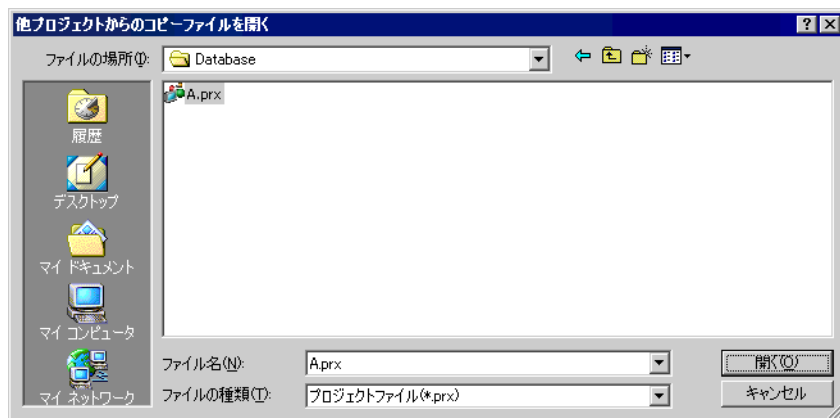 他プロジェクトからのコピーファイルを開く
ファイルの場所(I):
Database
A.prx
履歴
デスクトップ
マイ ドキュメント
マイ コンピュータ
マイ ネットワーク
ファイル名(N):
A.prx
開く(O)
ファイルの種類(T):
プロジェクトファイル(*.prx)
キャンセル